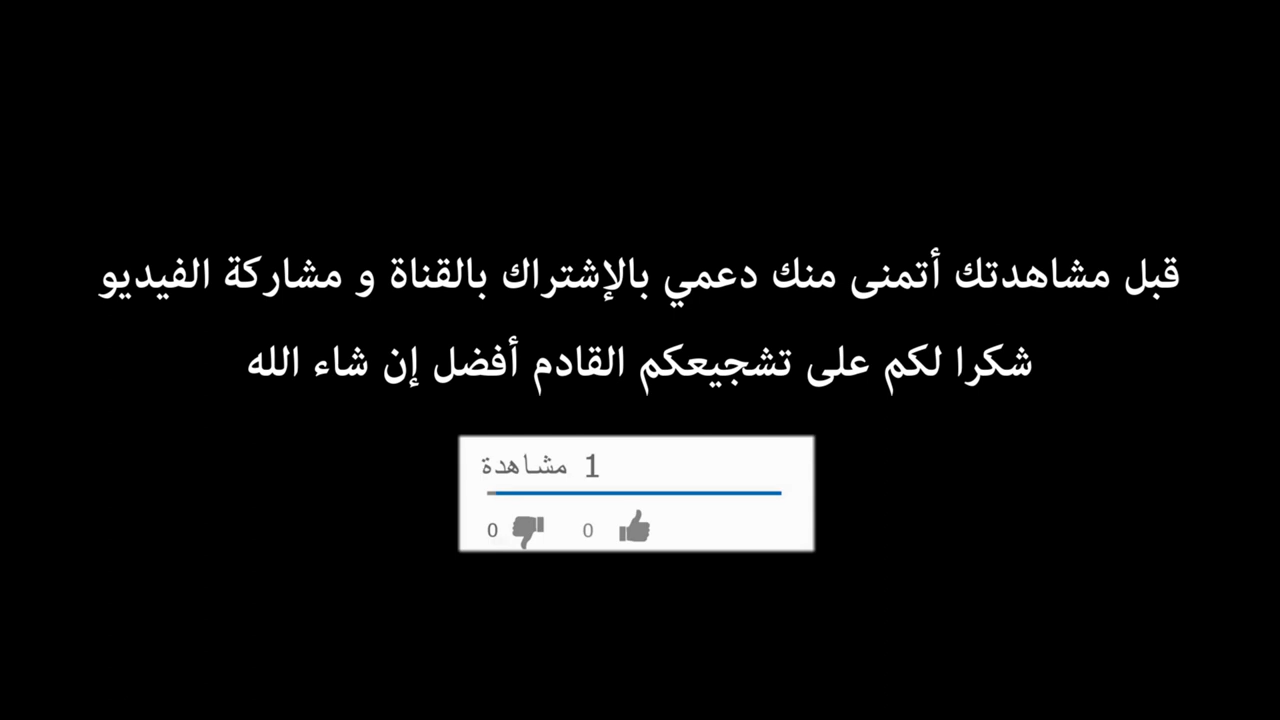 قبل مشاهدتك أتمنى منك دعمي بالإشتراك بالقناة و مشاركة الفيديو
شكرا لكم على تشجيعكم القادم أفضل إن شاء الله
1 مشاهدة
0 0